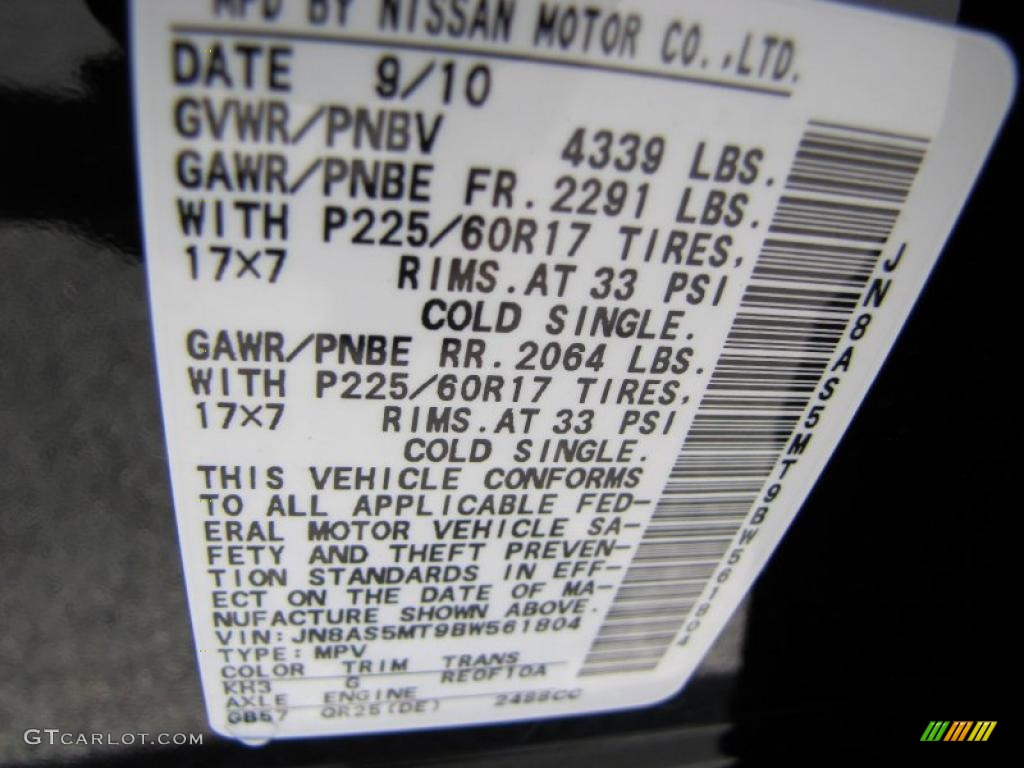 MFD BY NISSAN MOTOR CO.,LTD.
DATE 9/10
GVWR/PNBV 4339 LBS.
GAWR/PNBE FR. 2291 LBS.
WITH P225/60R17 TIRES,
17×7 RIMS.AT 33 PSI
COLD SINGLE.
GAWR/PNBE RR. 2064 LBS.
WITH P225/60R17 TIRES,
17×7 RIMS.AT 33 PSI
COLD SINGLE.
THIS VEHICLE CONFORMS
TO ALL APPLICABLE FED-
ERAL MOTOR VEHICLE SA-
FETY AND THEFT PREVEN-
TION STANDARDS IN EFF-
ECT ON THE DATE OF MA-
NUFACTURE SHOWN ABOVE.
VIN:JN8AS5MT9BW561804
TYPE: MPV
COLOR TRIM TRANS
KH3 G RE0F10A
AXLE ENGINE
GB57 QR25(DE) 2488CC
JN8AS5MT9BW561804
GTCARLOT.COM